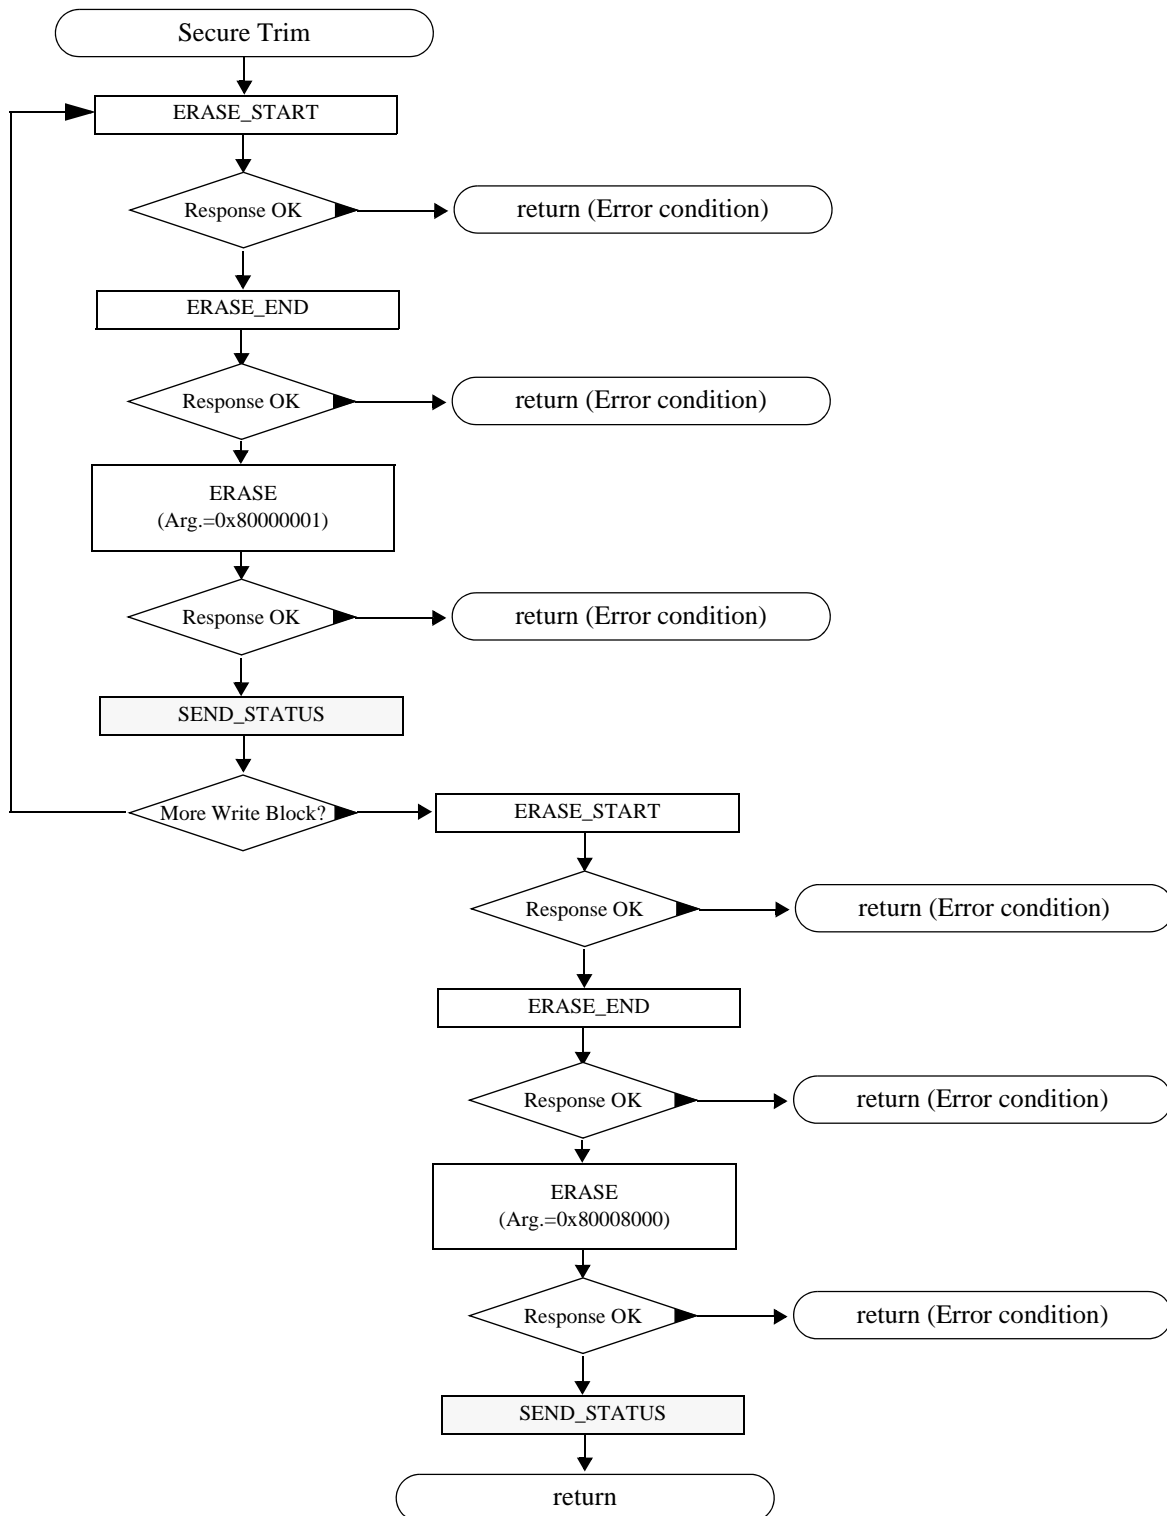 Secure Trim
ERASE_START
Response OK
return (Error condition)
ERASE_END
Response OK
return (Error condition)
ERASE
(Arg.=0x80000001)
Response OK
return (Error condition)
SEND_STATUS
More Write Block?
ERASE_START
Response OK
return (Error condition)
ERASE_END
Response OK
return (Error condition)
ERASE
(Arg.=0x80008000)
Response OK
return (Error condition)
SEND_STATUS
return